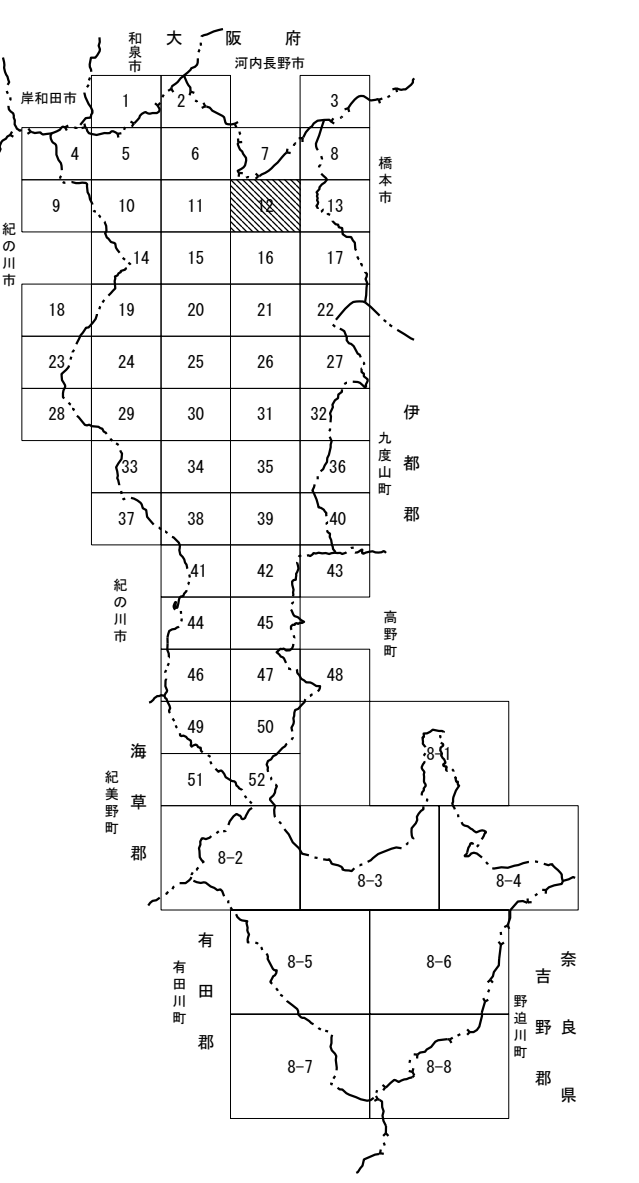 大阪府
和泉市
河内長野市
岸和田市
1 2 3
4 5 6 7 8
橋本市
9 10 11 12 13
紀の川市
14 15 16 17
18 19 20 21 22
23 24 25 26 27
28 29 30 31 32
伊都郡
九度山町
33 34 35 36
37 38 39 40
41 42 43
紀の川市
44 45
高野町
46 47 48
49 50
8-1
海草郡
紀美野町
51 52
8-2 8-3 8-4
有田郡
有田川町
8-5 8-6
奈良県
吉野郡
野迫川町
8-7 8-8